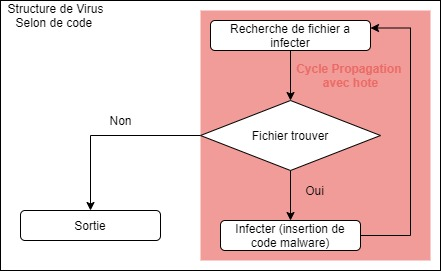 Structure de Virus
Selon de code
Recherche de fichier a
infecter
Cycle Propagation
avec hote
Non
Fichier trouver
Oui
Sortie
Infecter (insertion de
code malware)